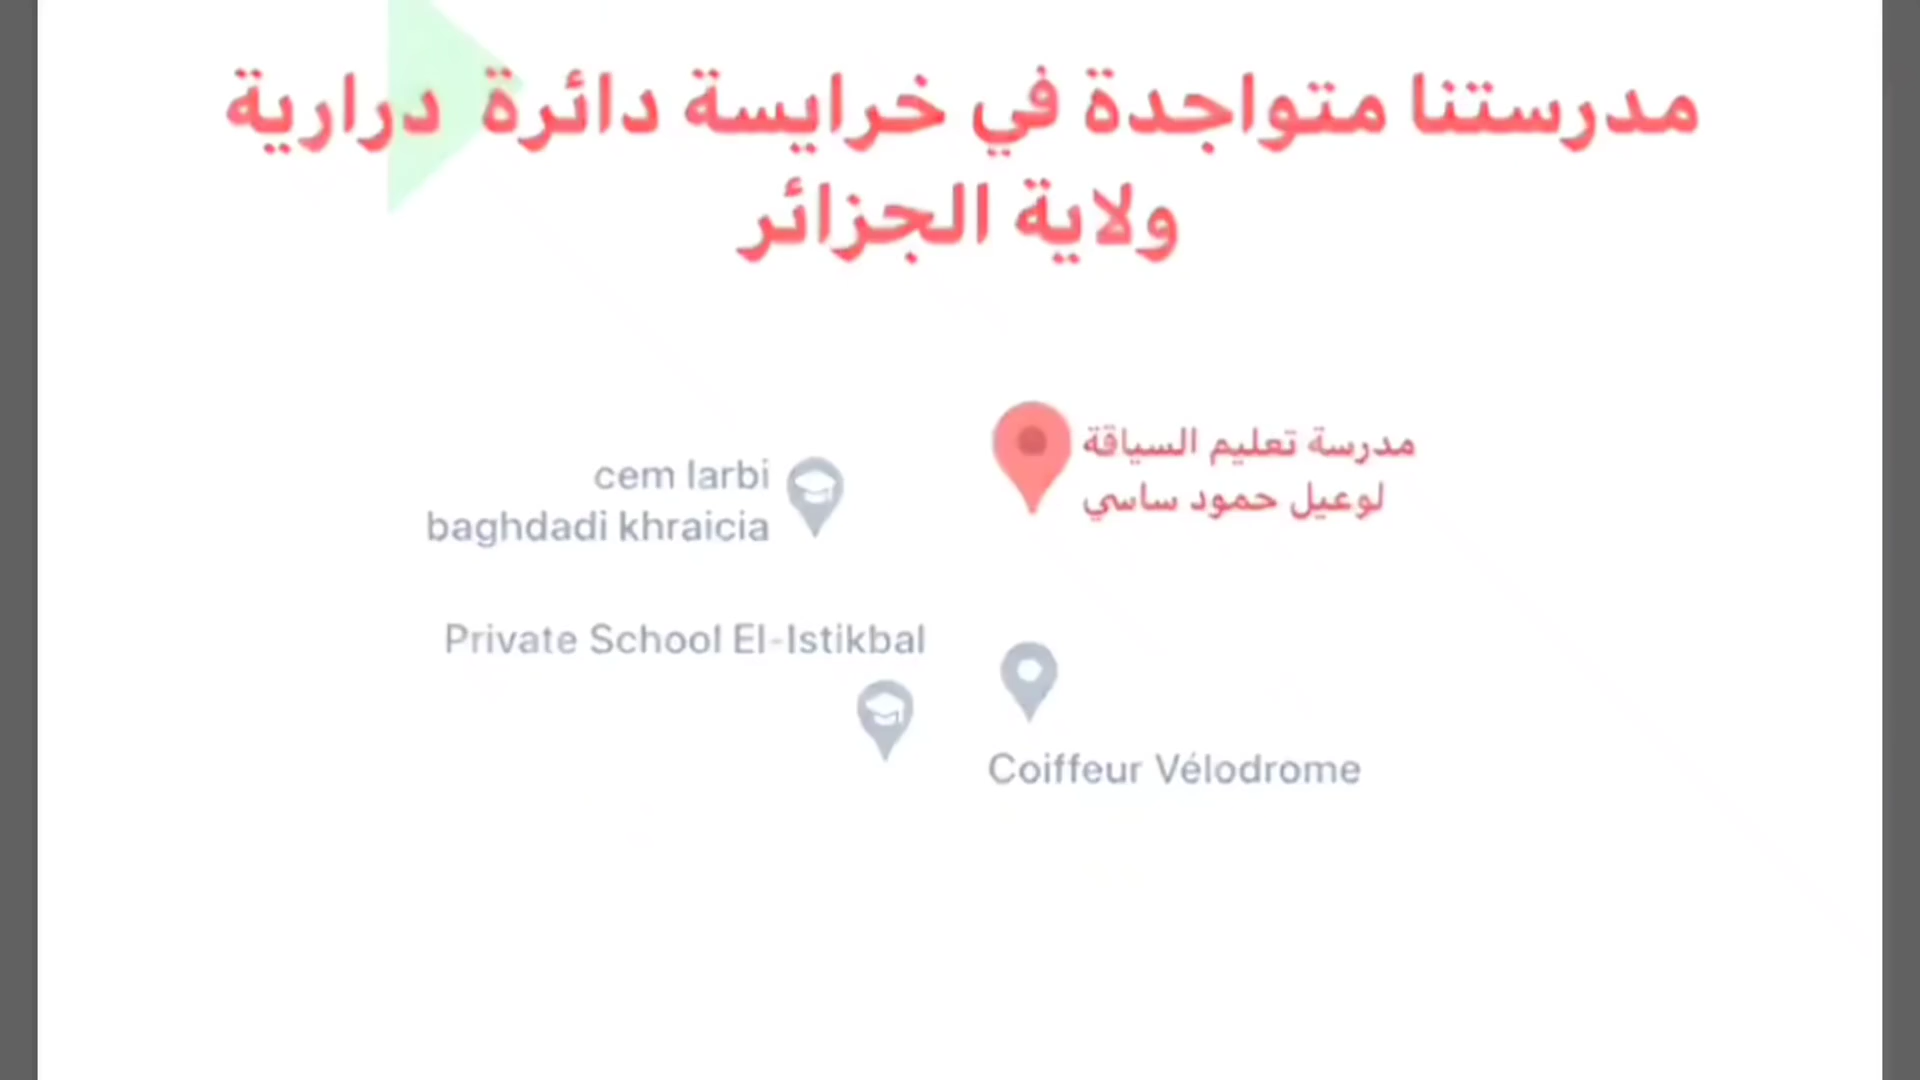 مدرستنا متواجدة في خرايسة دائرة درارية
ولاية الجزائر
مدرسة تعليم السياقة
لوعيل حمود ساسي
cem larbi
baghdadi khraicia
Private School El-Istikbal
Coiffeur Vélodrome